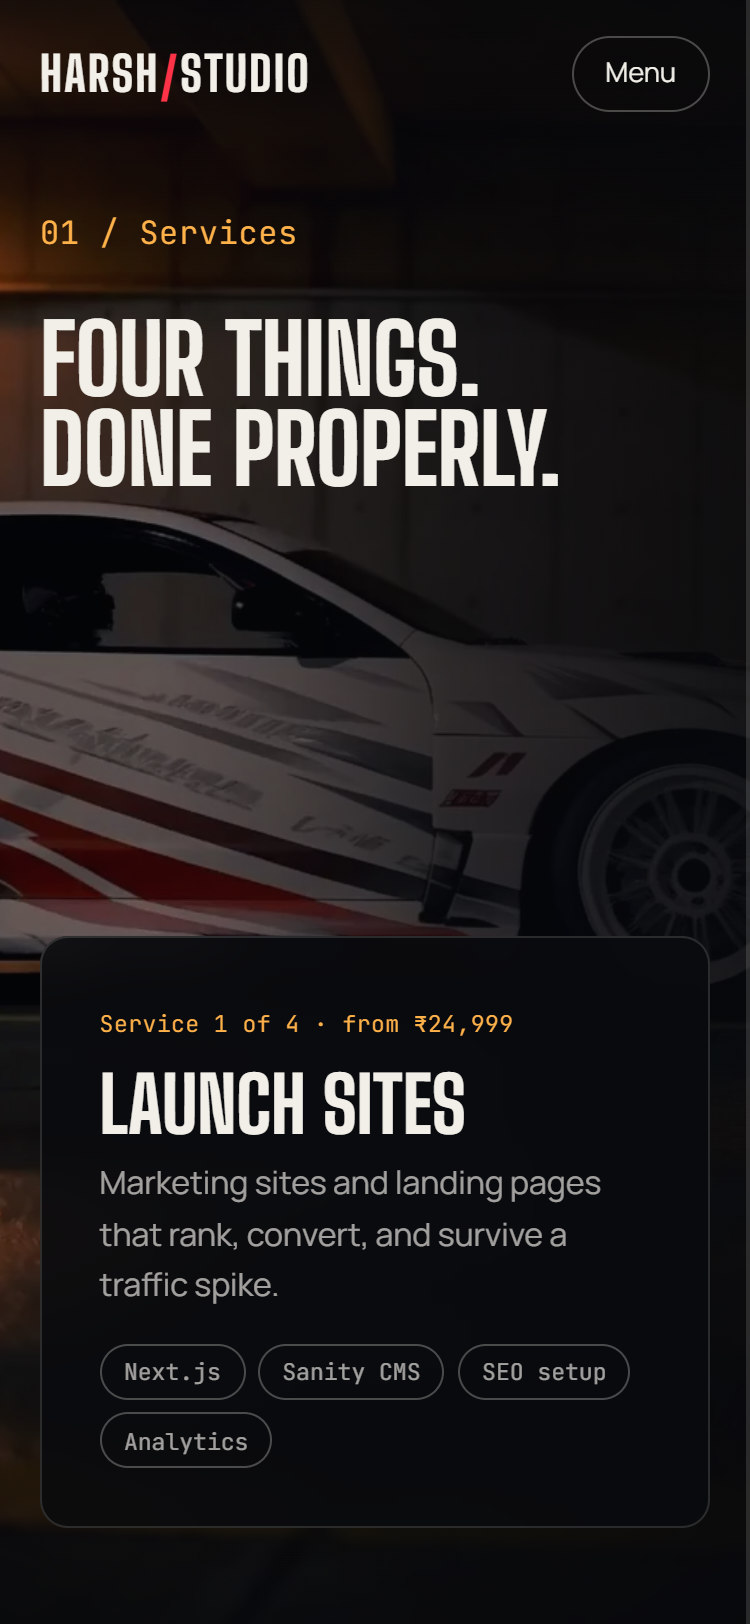 HARSH/STUDIO
Menu
01 / Services
FOUR THINGS.
DONE PROPERLY.
Service 1 of 4 · from ₹24,999
LAUNCH SITES
Marketing sites and landing pages
that rank, convert, and survive a
traffic spike.
Next.js
Sanity CMS
SEO setup
Analytics